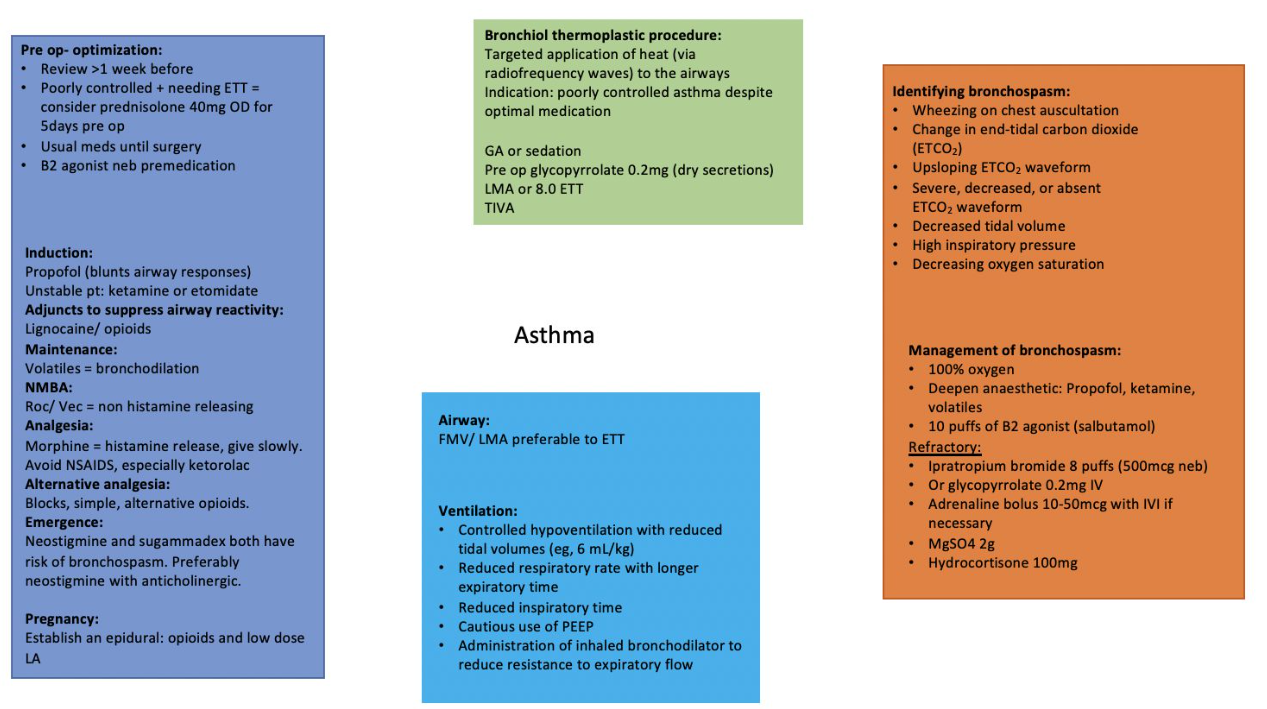 Pre op- optimization:
• Review >1 week before
• Poorly controlled + needing ETT =
consider prednisolone 40mg OD for
5days pre op
• Usual meds until surgery
• B2 agonist neb premedication
Induction:
Propofol (blunts airway responses)
Unstable pt: ketamine or etomidate
Adjuncts to suppress airway reactivity:
Lignocaine/ opioids
Maintenance:
Volatiles = bronchodilation
NMBA:
Roc/ Vec = non histamine releasing
Analgesia:
Morphine = histamine release, give slowly.
Avoid NSAIDS, especially ketorolac
Alternative analgesia:
Blocks, simple, alternative opioids.
Emergence:
Neostigmine and sugammadex both have
risk of bronchospasm. Preferably
neostigmine with anticholinergic.
Pregnancy:
Establish an epidural: opioids and low dose
LA
Bronchiol thermoplastic procedure:
Targeted application of heat (via
radiofrequency waves) to the airways
Indication: poorly controlled asthma despite
optimal medication
GA or sedation
Pre op glycopyrrolate 0.2mg (dry secretions)
LMA or 8.0 ETT
TIVA
Asthma
Airway:
FMV/ LMA preferable to ETT
Ventilation:
• Controlled hypoventilation with reduced
tidal volumes (eg, 6 mL/kg)
• Reduced respiratory rate with longer
expiratory time
• Reduced inspiratory time
• Cautious use of PEEP
• Administration of inhaled bronchodilator to
reduce resistance to expiratory flow
Identifying bronchospasm:
• Wheezing on chest auscultation
• Change in end-tidal carbon dioxide
(ETCO₂)
• Upsloping ETCO₂ waveform
• Severe, decreased, or absent
ETCO₂ waveform
• Decreased tidal volume
• High inspiratory pressure
• Decreasing oxygen saturation
Management of bronchospasm:
• 100% oxygen
• Deepen anaesthetic: Propofol, ketamine,
volatiles
• 10 puffs of B2 agonist (salbutamol)
Refractory:
• Ipratropium bromide 8 puffs (500mcg neb)
• Or glycopyrrolate 0.2mg IV
• Adrenaline bolus 10-50mcg with IVI if
necessary
• MgSO4 2g
• Hydrocortisone 100mg